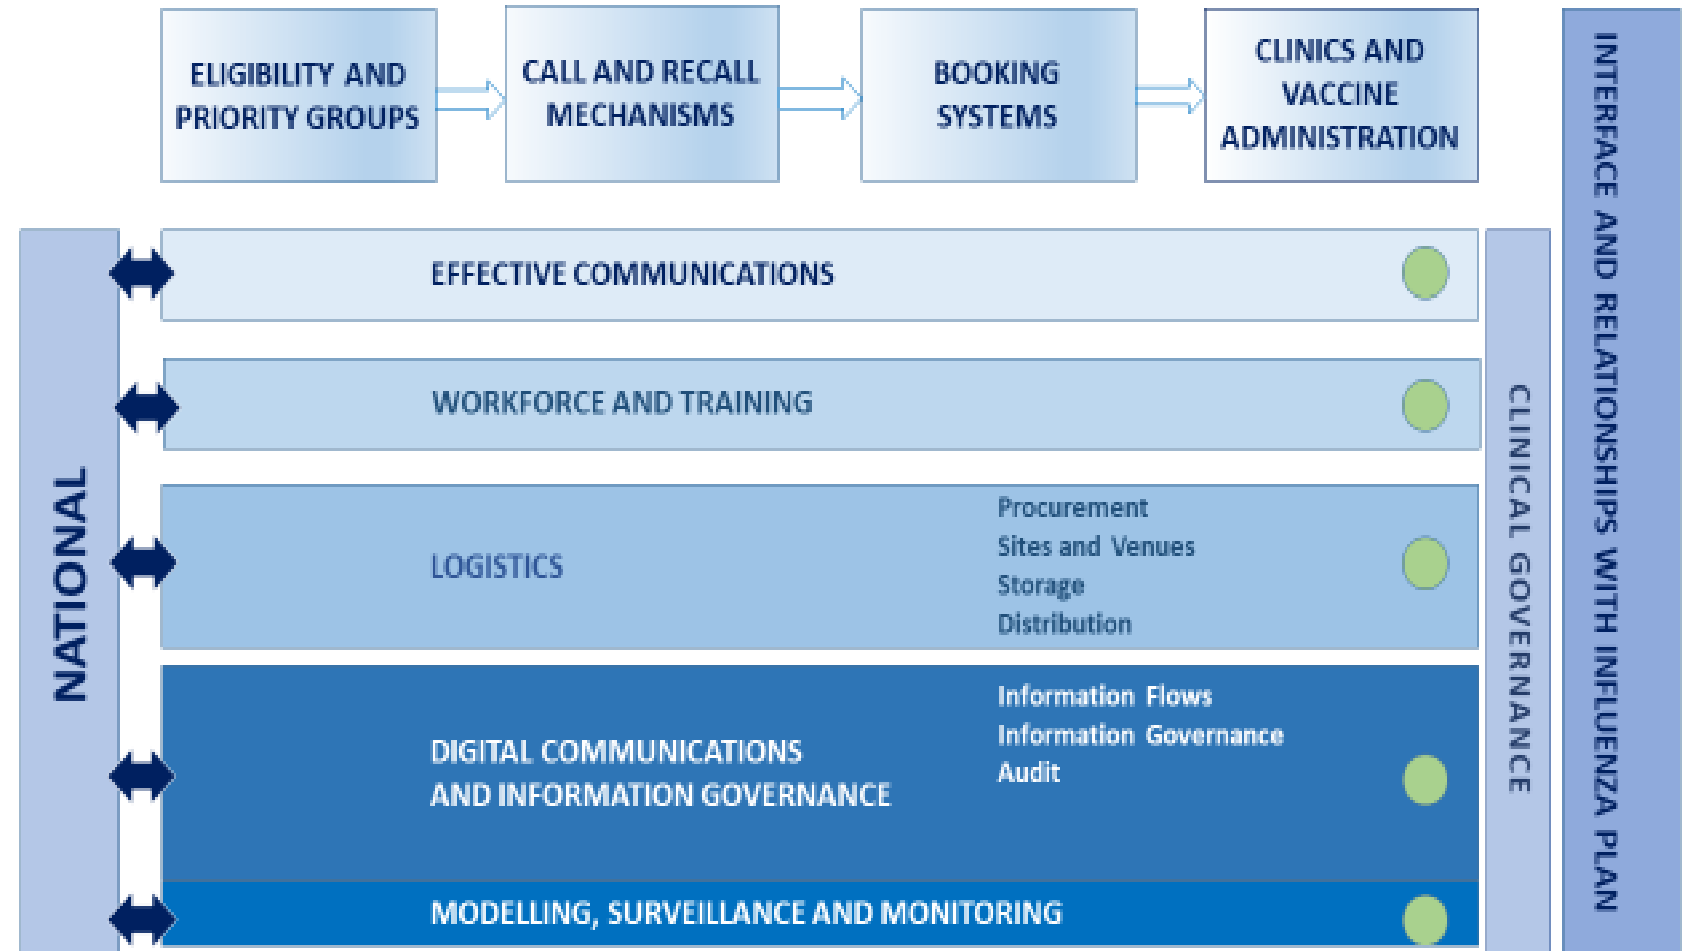 ELIGIBILITY AND
PRIORITY GROUPS
CALL AND RECALL
MECHANISMS
BOOKING
SYSTEMS
CLINICS AND
VACCINE
ADMINISTRATION
INTERFACE AND RELATIONSHIPS WITH INFLUENZA PLAN
NATIONAL
CLINICAL GOVERNANCE
EFFECTIVE COMMUNICATIONS
WORKFORCE AND TRAINING
LOGISTICS
Procurement
Sites and Venues
Storage
Distribution
DIGITAL COMMUNICATIONS
AND INFORMATION GOVERNANCE
Information Flows
Information Governance
Audit
MODELLING, SURVEILLANCE AND MONITORING